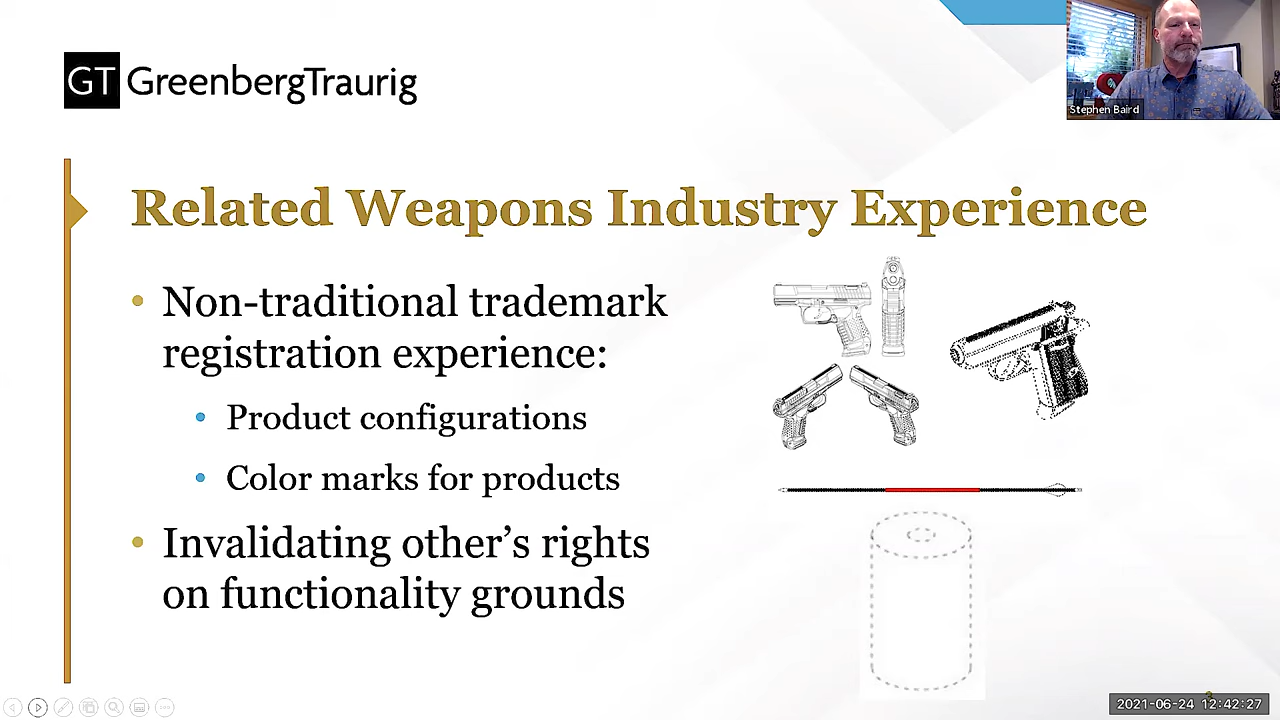 GT GreenbergTraurig
Stephen Baird
Related Weapons Industry Experience
• Non-traditional trademark
registration experience:
• Product configurations
• Color marks for products
• Invalidating other’s rights
on functionality grounds
2021-06-24 12:42:27